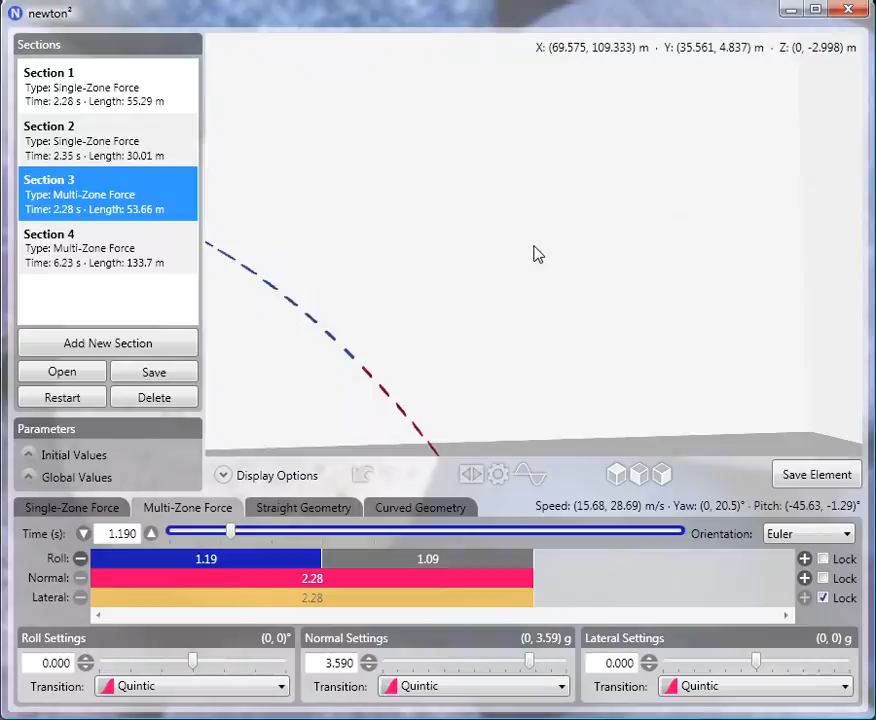 newton²
Sections
X: (69.575, 109.333) m · Y: (35.561, 4.837) m · Z: (0, -2.998) m
Section 1
Type: Single-Zone Force
Time: 2.28 s · Length: 55.29 m
Section 2
Type: Single-Zone Force
Time: 2.35 s · Length: 30.01 m
Section 3
Type: Multi-Zone Force
Time: 2.28 s · Length: 53.66 m
Section 4
Type: Multi-Zone Force
Time: 6.23 s · Length: 133.7 m
Add New Section
Open Save
Restart Delete
Parameters
Initial Values
Global Values
Display Options
Save Element
Single-Zone Force Multi-Zone Force Straight Geometry Curved Geometry Speed: (15.68, 28.69) m/s · Yaw: (0, 20.5)° · Pitch: (-45.63, -1.29)°
Time (s): 1.190 Orientation: Euler
Roll: 1.19 1.09 Lock
Normal: 2.28 Lock
Lateral: 2.28 Lock
Roll Settings (0, 0)° Normal Settings (0, 3.59) g Lateral Settings (0, 0) g
0.000 3.590 0.000
Transition: Quintic Transition: Quintic Transition: Quintic